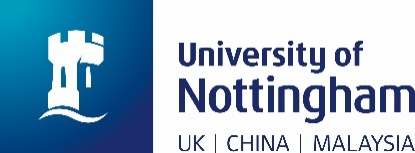 University of
Nottingham
UK | CHINA | MALAYSIA